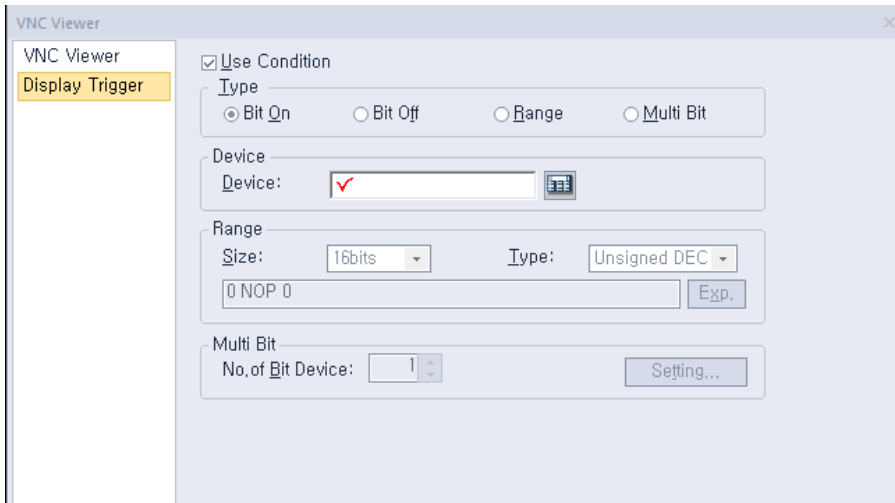 VNC Viewer
VNC Viewer
Display Trigger
Use Condition
Type
Bit On
Bit Off
Range
Multi Bit
Device
Device:
Range
Size:
16bits
Type:
Unsigned DEC
0 NOP 0
Exp.
Multi Bit
No.of Bit Device:
1
Setting...